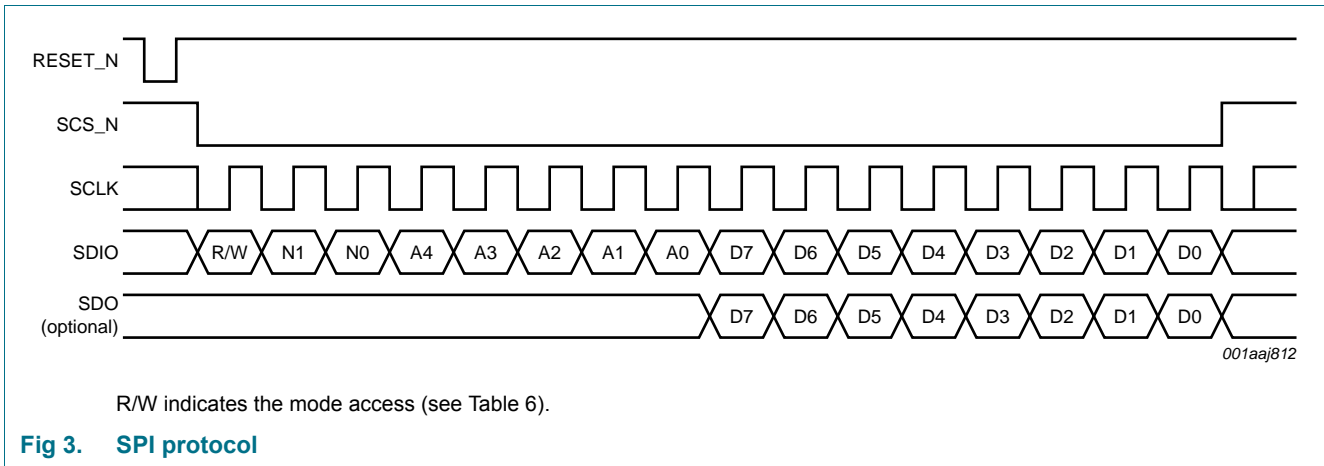 RESET_N
SCS_N
SCLK
SDIO R/W N1 N0 A4 A3 A2 A1 A0 D7 D6 D5 D4 D3 D2 D1 D0
SDO
(optional) D7 D6 D5 D4 D3 D2 D1 D0
001aaj812
R/W indicates the mode access (see Table 6).
Fig 3. SPI protocol